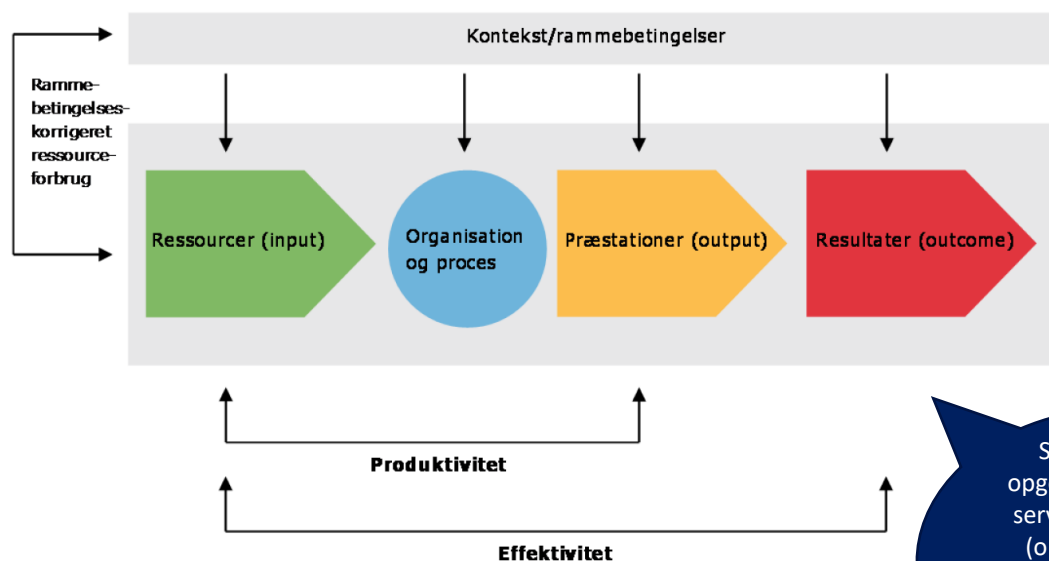 Kontekst/rammebetingelser
Ramme-
betingelses-
korrigeret
ressource-
forbrug
Ressourcer (input)
Organisation
og proces
Præstationer (output)
Resultater (outcome)
Produktivitet
Effektivitet